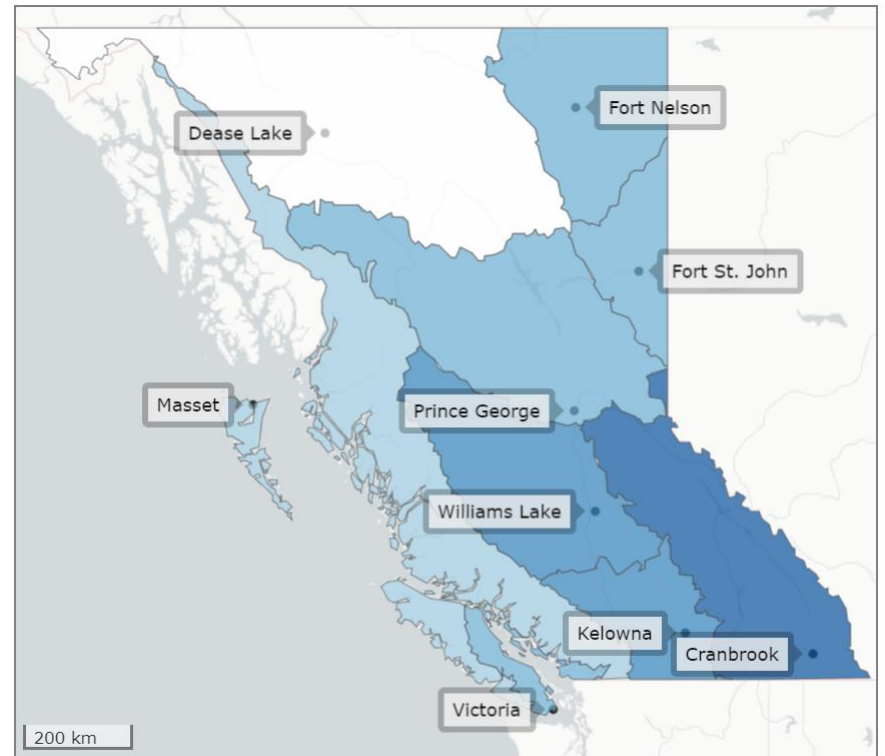 Fort Nelson
Dease Lake
Fort St. John
Masset
Prince George
Williams Lake
Kelowna
Cranbrook
Victoria
200 km